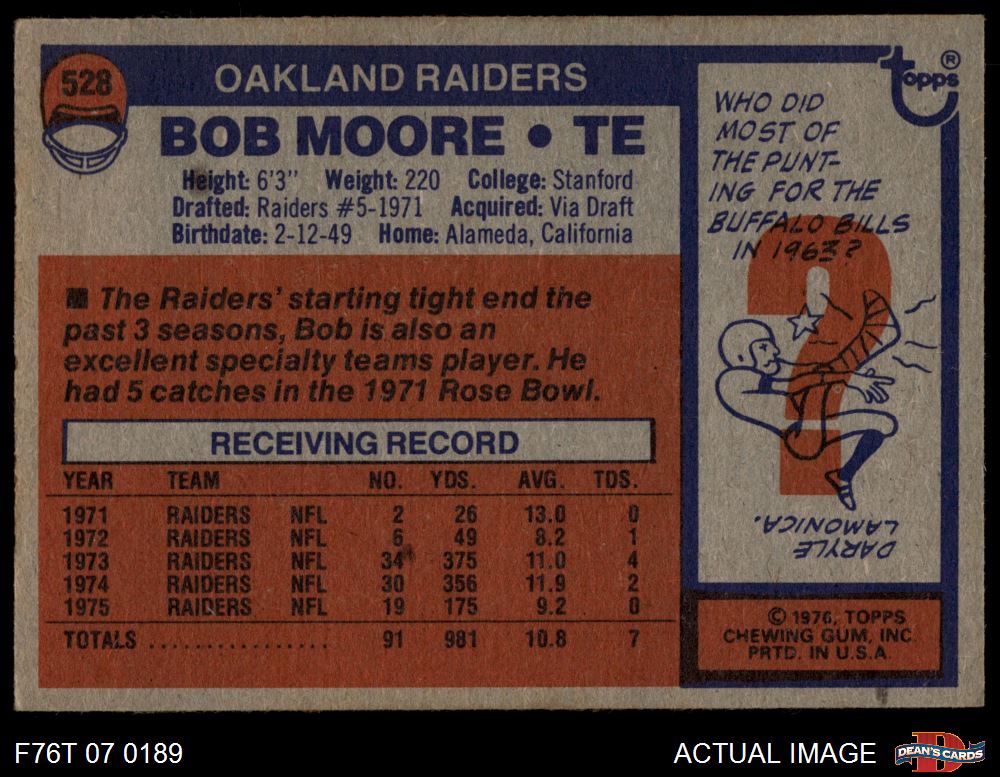 528
OAKLAND RAIDERS
BOB MOORE • TE
Height: 6'3" Weight: 220 College: Stanford
Drafted: Raiders #5-1971 Acquired: Via Draft
Birthdate: 2-12-49 Home: Alameda, California
■ The Raiders' starting tight end the
past 3 seasons, Bob is also an
excellent specialty teams player. He
had 5 catches in the 1971 Rose Bowl.
RECEIVING RECORD
YEAR TEAM NO. YDS. AVG. TDS.
1971 RAIDERS NFL 2 26 13.0 0
1972 RAIDERS NFL 6 49 8.2 1
1973 RAIDERS NFL 34 375 11.0 4
1974 RAIDERS NFL 30 356 11.9 2
1975 RAIDERS NFL 19 175 9.2 0
TOTALS ................ 91 981 10.8 7
topps ®
WHO DID
MOST OF
THE PUNT-
ING FOR THE
BUFFALO BILLS
IN 1963?
?
DARYLE
LAMONICA.
© 1976, TOPPS
CHEWING GUM, INC.
PRTD. IN U.S.A.
F76T 07 0189
ACTUAL IMAGE
D
DEAN'S CARDS